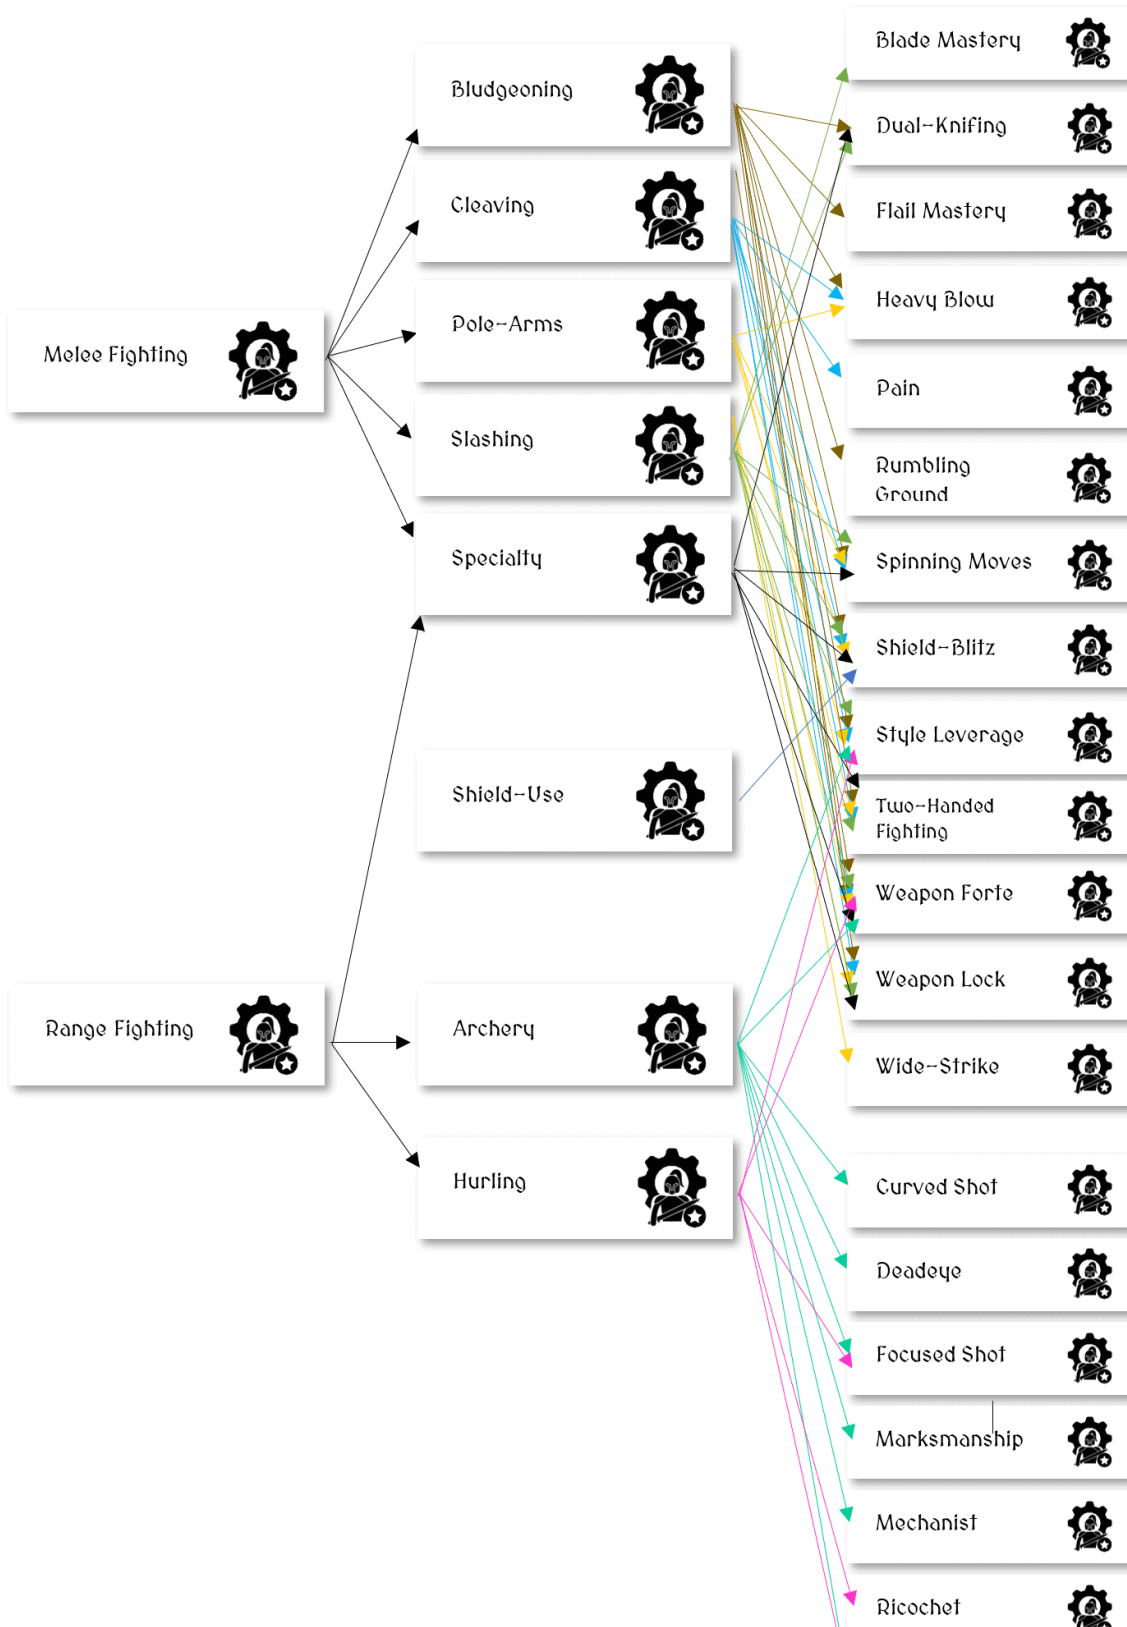 Melee Fighting
Range Fighting
Bludgeoning
Cleaving
Pole-Arms
Slashing
Specialty
Shield-Use
Archery
Hurling
Blade Mastery
Dual-Knifing
Flail Mastery
Heavy Blow
Pain
Rumbling
Ground
Spinning Moves
Shield-Blitz
Style Leverage
Two-Handed
Fighting
Weapon Forte
Weapon Lock
Wide-Strike
Curved Shot
Deadeye
Focused Shot
Marksmanship
Mechanist
Ricochet